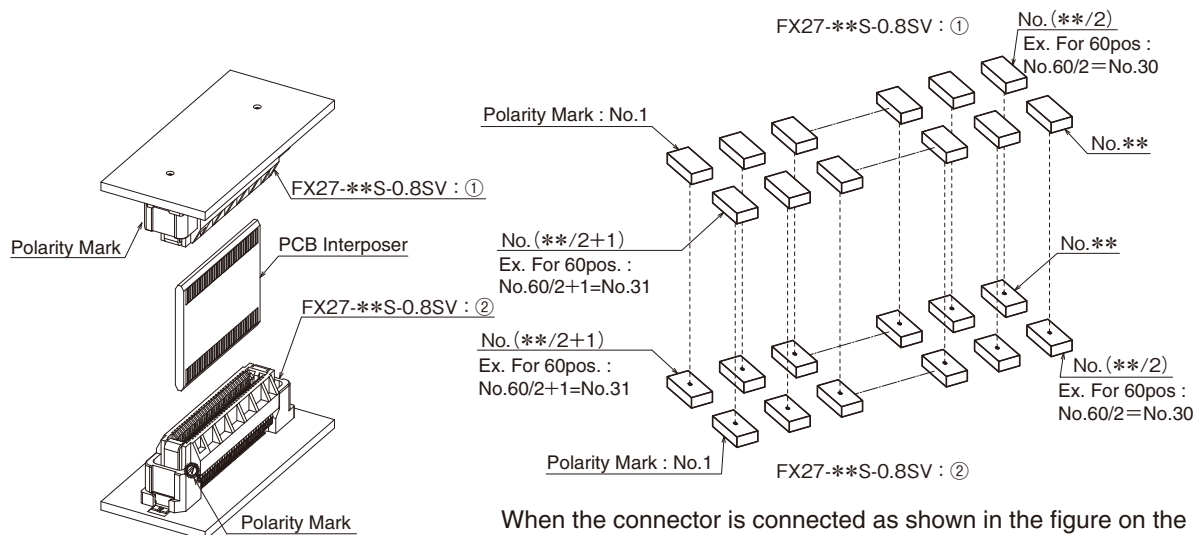 FX27-**S-0.8SV : ①
Polarity Mark
PCB Interposer
FX27-**S-0.8SV : ②
Polarity Mark
FX27-**S-0.8SV : ①
No.(**/2)
Ex. For 60pos :
No.60/2=No.30
Polarity Mark : No.1
No.**
No.(**/2+1)
Ex. For 60pos. :
No.60/2+1=No.31
No.**
No.(**/2+1)
Ex. For 60pos. :
No.60/2+1=No.31
No.(**/2)
Ex. For 60pos :
No.60/2=No.30
Polarity Mark : No.1
FX27-**S-0.8SV : ②
When the connector is connected as shown in the figure on the